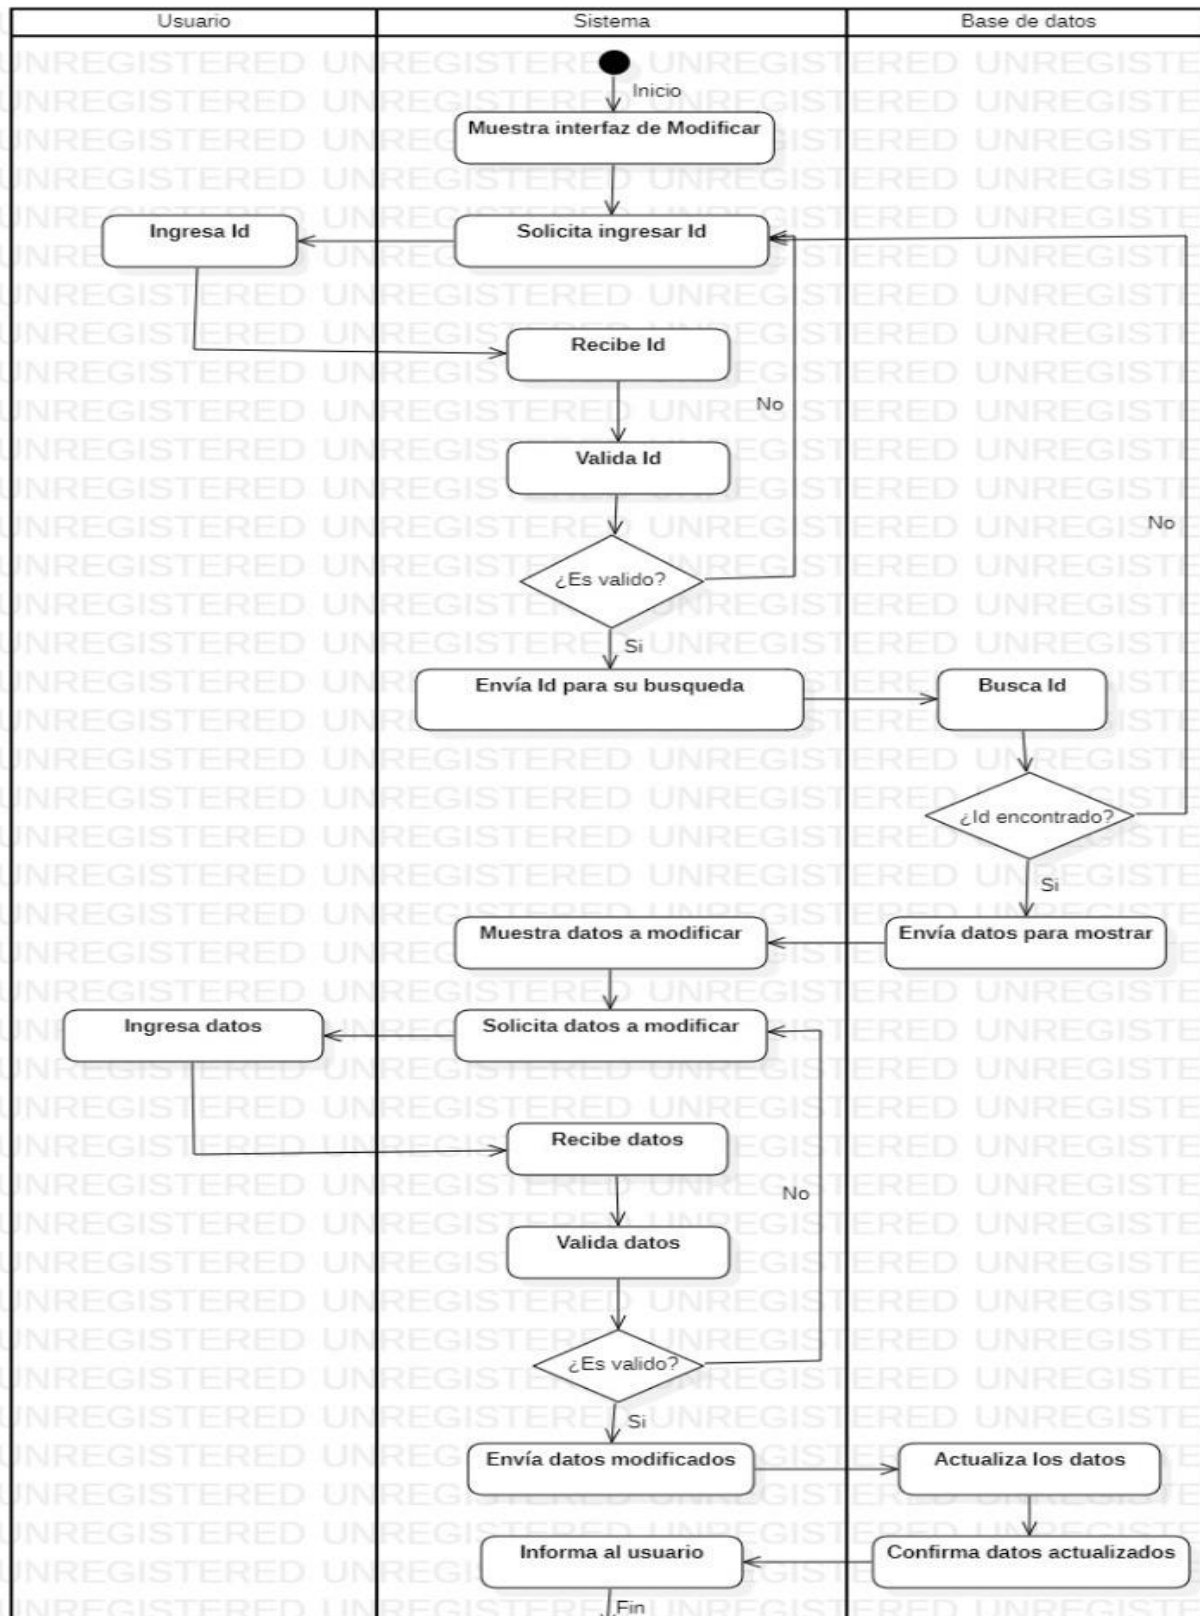 Usuario
Sistema
Base de datos
Inicio
Muestra interfaz de Modificar
Ingresa Id
Solicita ingresar Id
Recibe Id
No
Valida Id
No
¿Es valido?
Si
Envía Id para su busqueda
Busca Id
¿Id encontrado?
Si
Muestra datos a modificar
Envía datos para mostrar
Ingresa datos
Solicita datos a modificar
Recibe datos
No
Valida datos
¿Es valido?
Si
Envía datos modificados
Actualiza los datos
Informa al usuario
Confirma datos actualizados
Fin
UNREGISTERED